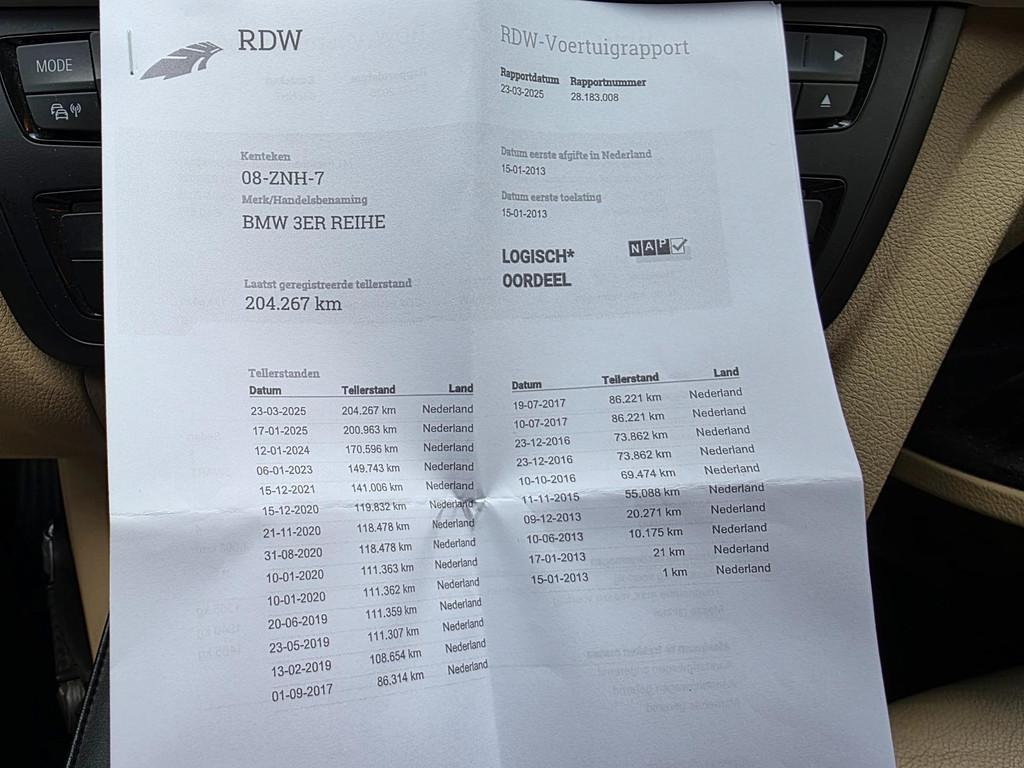 MODE
RDW
RDW-Voertuigrapport
Rapportdatum Rapportnummer
23-03-2025 28.183.008
Kenteken
08-ZNH-7
Merk/Handelsbenaming
BMW 3ER REIHE
Laatst geregistreerde tellerstand
204.267 km
Datum eerste afgifte in Nederland
15-01-2013
Datum eerste toelating
15-01-2013
LOGISCH*
OORDEEL
NAP
Tellerstanden
Datum Tellerstand Land
23-03-2025 204.267 km Nederland
17-01-2025 200.963 km Nederland
12-01-2024 170.596 km Nederland
06-01-2023 149.743 km Nederland
15-12-2021 141.006 km Nederland
15-12-2020 119.832 km Nederland
21-11-2020 118.478 km Nederland
31-08-2020 118.478 km Nederland
10-01-2020 111.363 km Nederland
10-01-2020 111.362 km Nederland
20-06-2019 111.359 km Nederland
23-05-2019 111.307 km Nederland
13-02-2019 108.654 km Nederland
01-09-2017 86.314 km Nederland
Datum Tellerstand Land
19-07-2017 86.221 km Nederland
10-07-2017 86.221 km Nederland
23-12-2016 73.862 km Nederland
23-12-2016 73.862 km Nederland
10-10-2016 69.474 km Nederland
11-11-2015 55.088 km Nederland
09-12-2013 20.271 km Nederland
10-06-2013 10.175 km Nederland
17-01-2013 21 km Nederland
15-01-2013 1 km Nederland